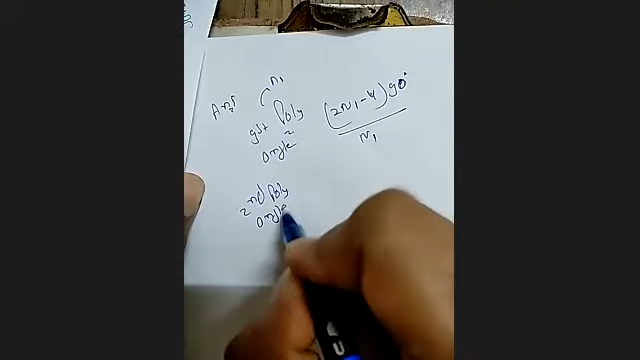 n₁
Ans
1st Poly
angle = (2n₁-4)90°
n₁
2nd Poly
angle